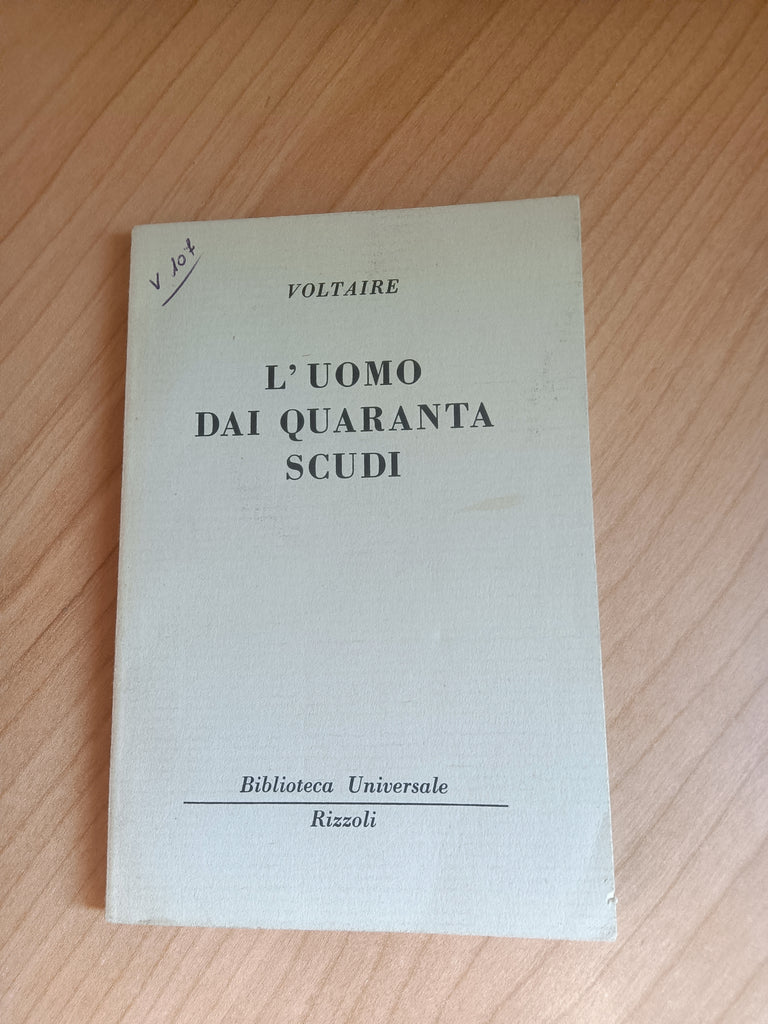 V 107
VOLTAIRE
L'UOMO
DAI QUARANTA
SCUDI
Biblioteca Universale
Rizzoli